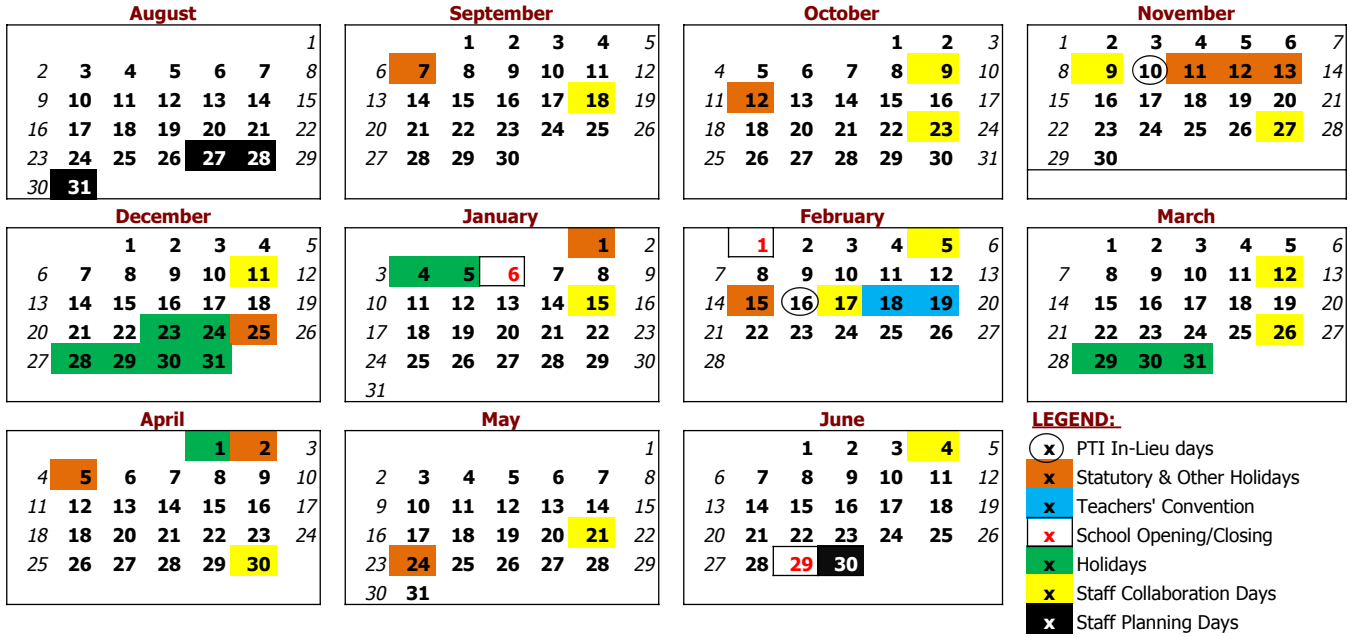 August
1
2 3 4 5 6 7 8
9 10 11 12 13 14 15
16 17 18 19 20 21 22
23 24 25 26 27 28 29
30 31
September
1 2 3 4 5
6 7 8 9 10 11 12
13 14 15 16 17 18 19
20 21 22 23 24 25 26
27 28 29 30
October
1 2 3
4 5 6 7 8 9 10
11 12 13 14 15 16 17
18 18 20 21 22 23 24
25 26 27 28 29 30 31
November
1 2 3 4 5 6 7
8 9 10 11 12 13 14
15 16 17 18 19 20 21
22 23 24 25 26 27 28
29 30
December
1 2 3 4 5
6 7 8 9 10 11 12
13 14 15 16 17 18 19
20 21 22 23 24 25 26
27 28 29 30 31
January
1 2
3 4 5 6 7 8 9
10 11 12 13 14 15 16
17 18 19 20 21 22 23
24 25 26 27 28 29 30
31
February
1 2 3 4 5 6
7 8 9 10 11 12 13
14 15 16 17 18 19 20
21 22 23 24 25 26 27
28
March
1 2 3 4 5 6
7 8 9 10 11 12 13
14 15 16 17 18 19 20
21 22 23 24 25 26 27
28 29 30 31
April
1 2 3
4 5 6 7 8 9 10
11 12 13 14 15 16 17
18 18 20 21 22 23 24
25 26 27 28 29 30
May
1
2 3 4 5 6 7 8
9 10 11 12 13 14 15
16 17 18 19 20 21 22
23 24 25 26 27 28 29
30 31
June
1 2 3 4 5
6 7 8 9 10 11 12
13 14 15 16 17 18 19
20 21 22 23 24 25 26
27 28 29 30
LEGEND:
x PTI In-Lieu days
x Statutory & Other Holidays
x Teachers' Convention
x School Opening/Closing
x Holidays
x Staff Collaboration Days
x Staff Planning Days